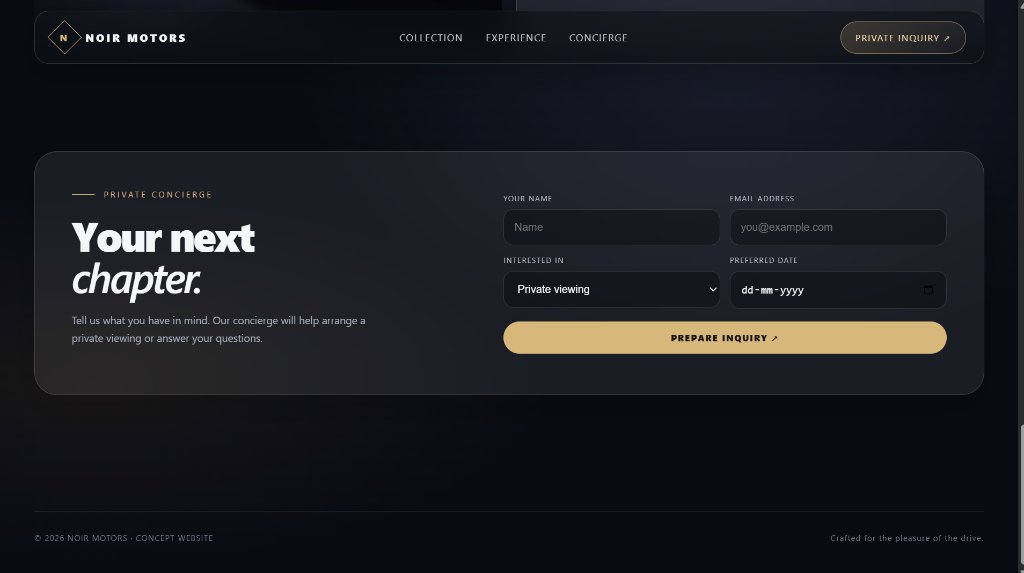 N NOIR MOTORS
COLLECTION EXPERIENCE CONCIERGE
PRIVATE INQUIRY ↗
PRIVATE CONCIERGE
Your next
chapter.
Tell us what you have in mind. Our concierge will help arrange a
private viewing or answer your questions.
YOUR NAME
Name
EMAIL ADDRESS
you@example.com
INTERESTED IN
Private viewing
PREFERRED DATE
dd-mm-yyyy
PREPARE INQUIRY ↗
© 2026 NOIR MOTORS · CONCEPT WEBSITE
Crafted for the pleasure of the drive.